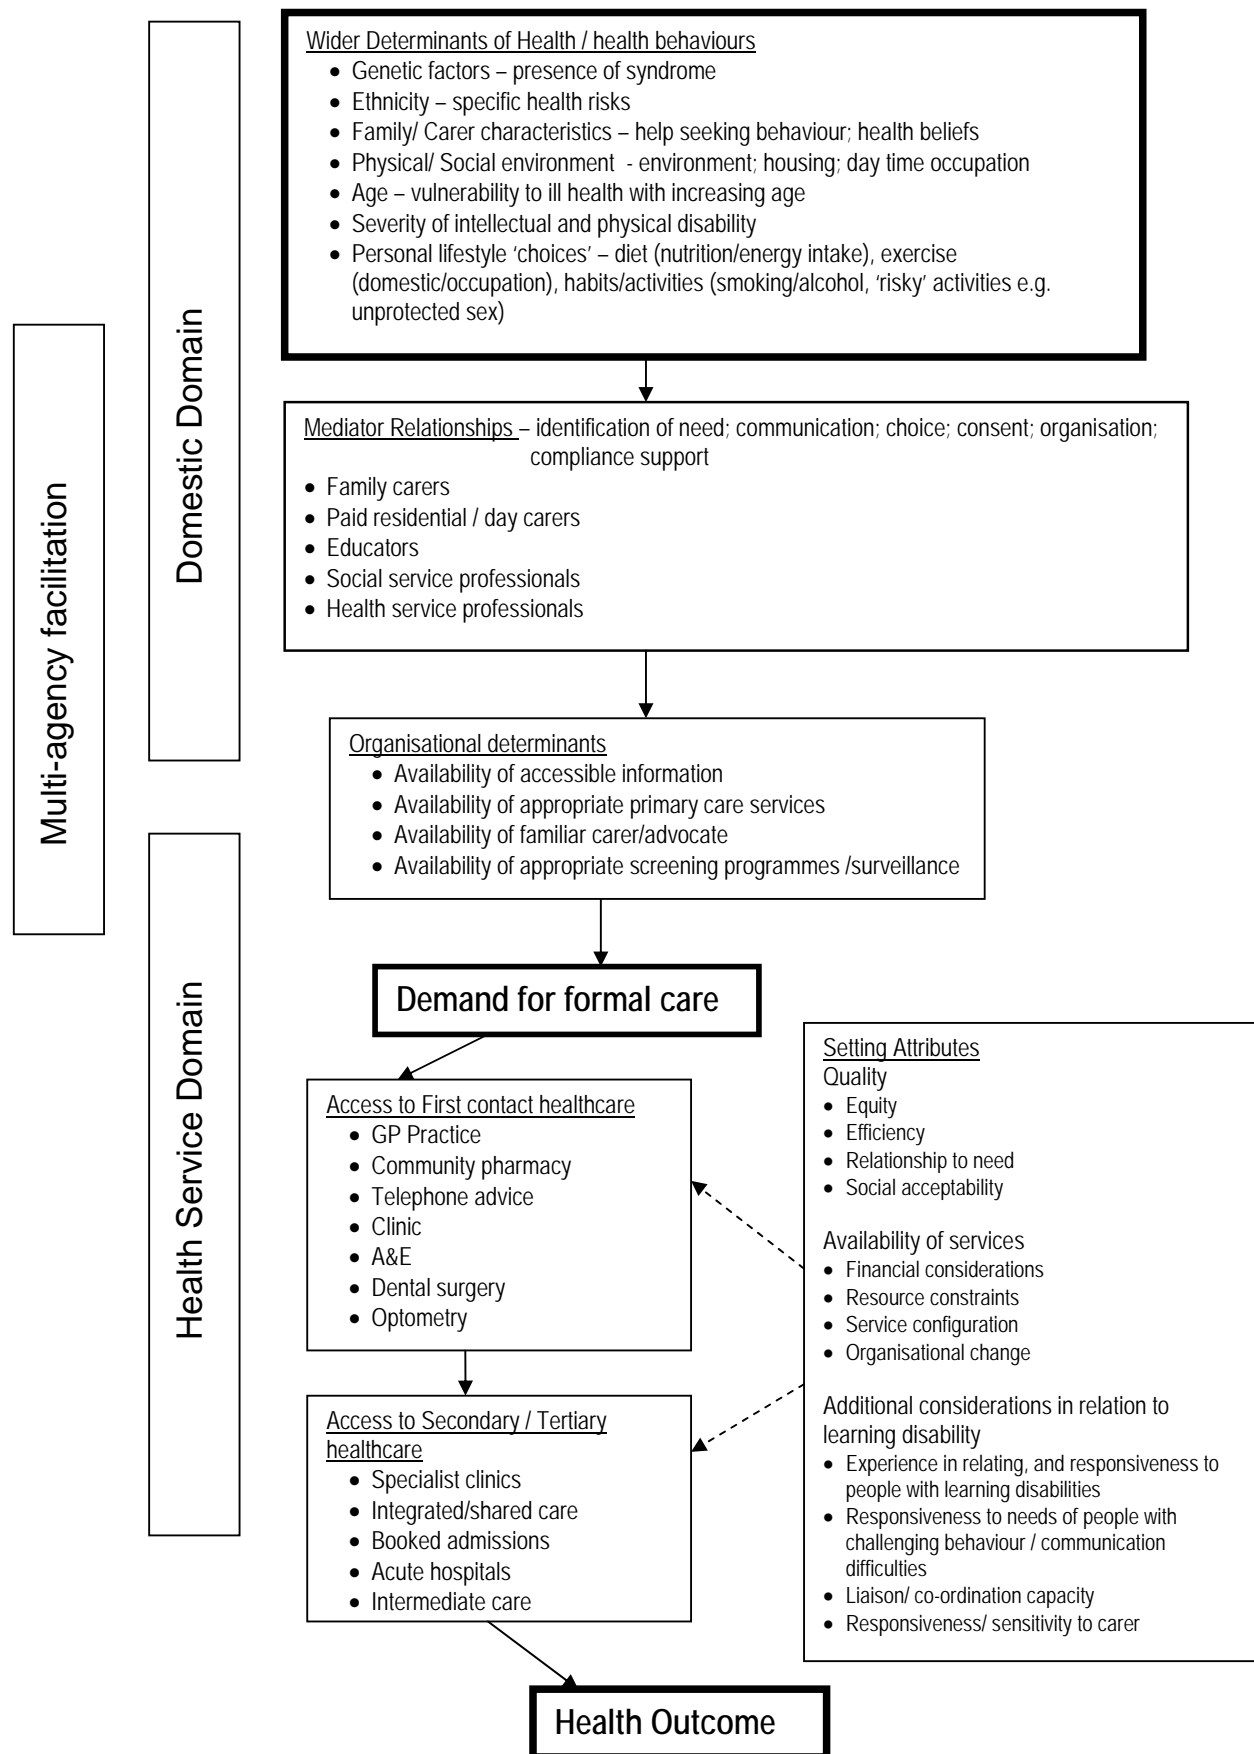 Wider Determinants of Health / health behaviours
• Genetic factors – presence of syndrome
• Ethnicity – specific health risks
• Family/ Carer characteristics – help seeking behaviour; health beliefs
• Physical/ Social environment - environment; housing; day time occupation
• Age – vulnerability to ill health with increasing age
• Severity of intellectual and physical disability
• Personal lifestyle ‘choices’ – diet (nutrition/energy intake), exercise
(domestic/occupation), habits/activities (smoking/alcohol, ‘risky’ activities e.g.
unprotected sex)
Domestic Domain
Multi-agency facilitation
Mediator Relationships – identification of need; communication; choice; consent; organisation;
compliance support
• Family carers
• Paid residential / day carers
• Educators
• Social service professionals
• Health service professionals
Organisational determinants
• Availability of accessible information
• Availability of appropriate primary care services
• Availability of familiar carer/advocate
• Availability of appropriate screening programmes /surveillance
Health Service Domain
Demand for formal care
Access to First contact healthcare
• GP Practice
• Community pharmacy
• Telephone advice
• Clinic
• A&E
• Dental surgery
• Optometry
Access to Secondary / Tertiary
healthcare
• Specialist clinics
• Integrated/shared care
• Booked admissions
• Acute hospitals
• Intermediate care
Setting Attributes
Quality
• Equity
• Efficiency
• Relationship to need
• Social acceptability
Availability of services
• Financial considerations
• Resource constraints
• Service configuration
• Organisational change
Additional considerations in relation to
learning disability
• Experience in relating, and responsiveness to
people with learning disabilities
• Responsiveness to needs of people with
challenging behaviour / communication
difficulties
• Liaison/ co-ordination capacity
• Responsiveness/ sensitivity to carer
Health Outcome